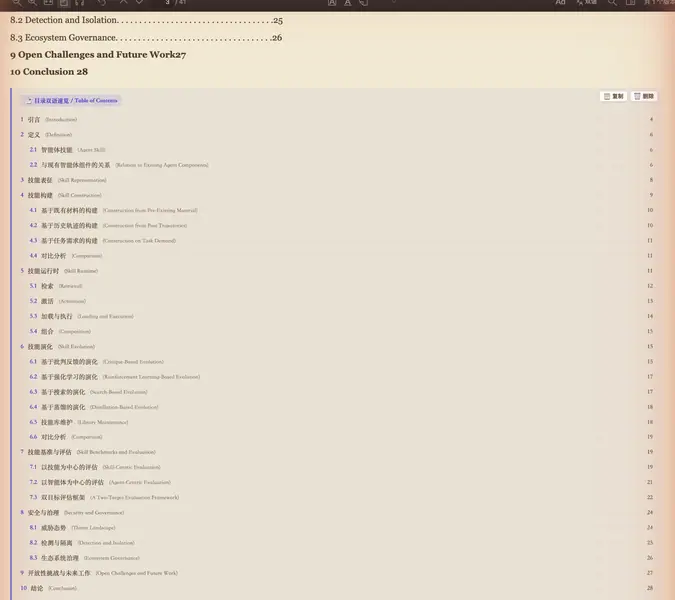 3 / 41
8.2 Detection and Isolation. . . . . . . . . . . . . . . . . . . . . . . . . . . . . . . . .25
8.3 Ecosystem Governance. . . . . . . . . . . . . . . . . . . . . . . . . . . . . . . . .26
9 Open Challenges and Future Work27
10 Conclusion 28
目录双语速览 / Table of Contents 复制 删除
1 引言 (Introduction) 4
2 定义 (Definition) 6
2.1 智能体技能 (Agent Skill) 6
2.2 与现有智能体组件的关系 (Relation to Existing Agent Components) 6
3 技能表征 (Skill Representation) 8
4 技能构建 (Skill Construction) 9
4.1 基于既有材料的构建 (Construction from Pre-Existing Material) 10
4.2 基于历史轨迹的构建 (Construction from Past Trajectories) 10
4.3 基于任务需求的构建 (Construction on Task Demand) 11
4.4 对比分析 (Comparison) 11
5 技能运行时 (Skill Runtime) 11
5.1 检索 (Retrieval) 12
5.2 激活 (Activation) 13
5.3 加载与执行 (Loading and Execution) 14
5.4 组合 (Composition) 15
6 技能演化 (Skill Evolution) 15
6.1 基于批判反馈的演化 (Critique-Based Evolution) 15
6.2 基于强化学习的演化 (Reinforcement Learning-Based Evolution) 17
6.3 基于搜索的演化 (Search-Based Evolution) 17
6.4 基于蒸馏的演化 (Distillation-Based Evolution) 18
6.5 技能库维护 (Library Maintenance) 18
6.6 对比分析 (Comparison) 19
7 技能基准与评估 (Skill Benchmarks and Evaluation) 19
7.1 以技能为中心的评估 (Skill-Centric Evaluation) 19
7.2 以智能体为中心的评估 (Agent-Centric Evaluation) 21
7.3 双目标评估框架 (A Two-Target Evaluation Framework) 22
8 安全与治理 (Security and Governance) 24
8.1 威胁态势 (Threat Landscape) 24
8.2 检测与隔离 (Detection and Isolation) 25
8.3 生态系统治理 (Ecosystem Governance) 26
9 开放性挑战与未来工作 (Open Challenges and Future Work) 27
10 结论 (Conclusion) 28